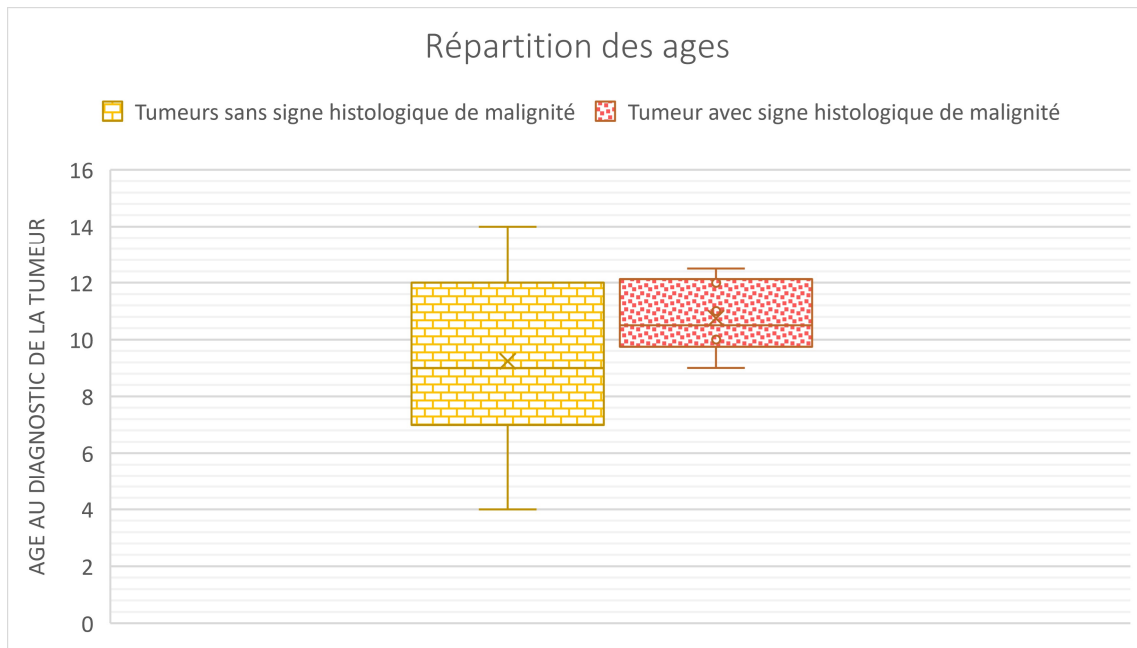 Répartition des ages
Tumeurs sans signe histologique de malignité
Tumeur avec signe histologique de malignité
AGE AU DIAGNOSTIC DE LA TUMEUR
16
14
12
10
8
6
4
2
0